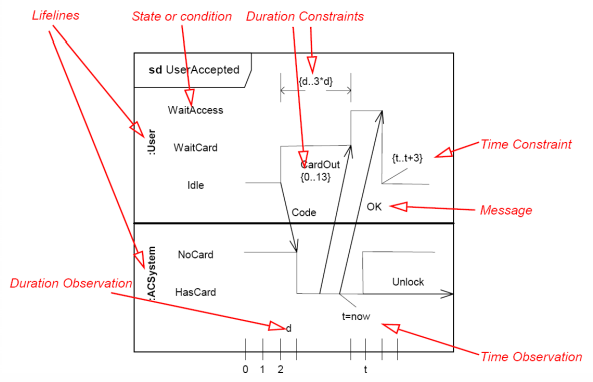 Lifelines
State or condition
Duration Constraints
sd UserAccepted
{d..3*d}
WaitAccess
:User
WaitCard
CardOut
{0..13}
{t..t+3}
Time Constraint
Idle
Code
OK
Message
NoCard
:ACSystem
HasCard
Unlock
Duration Observation
t=now
d
Time Observation
0 1 2 t